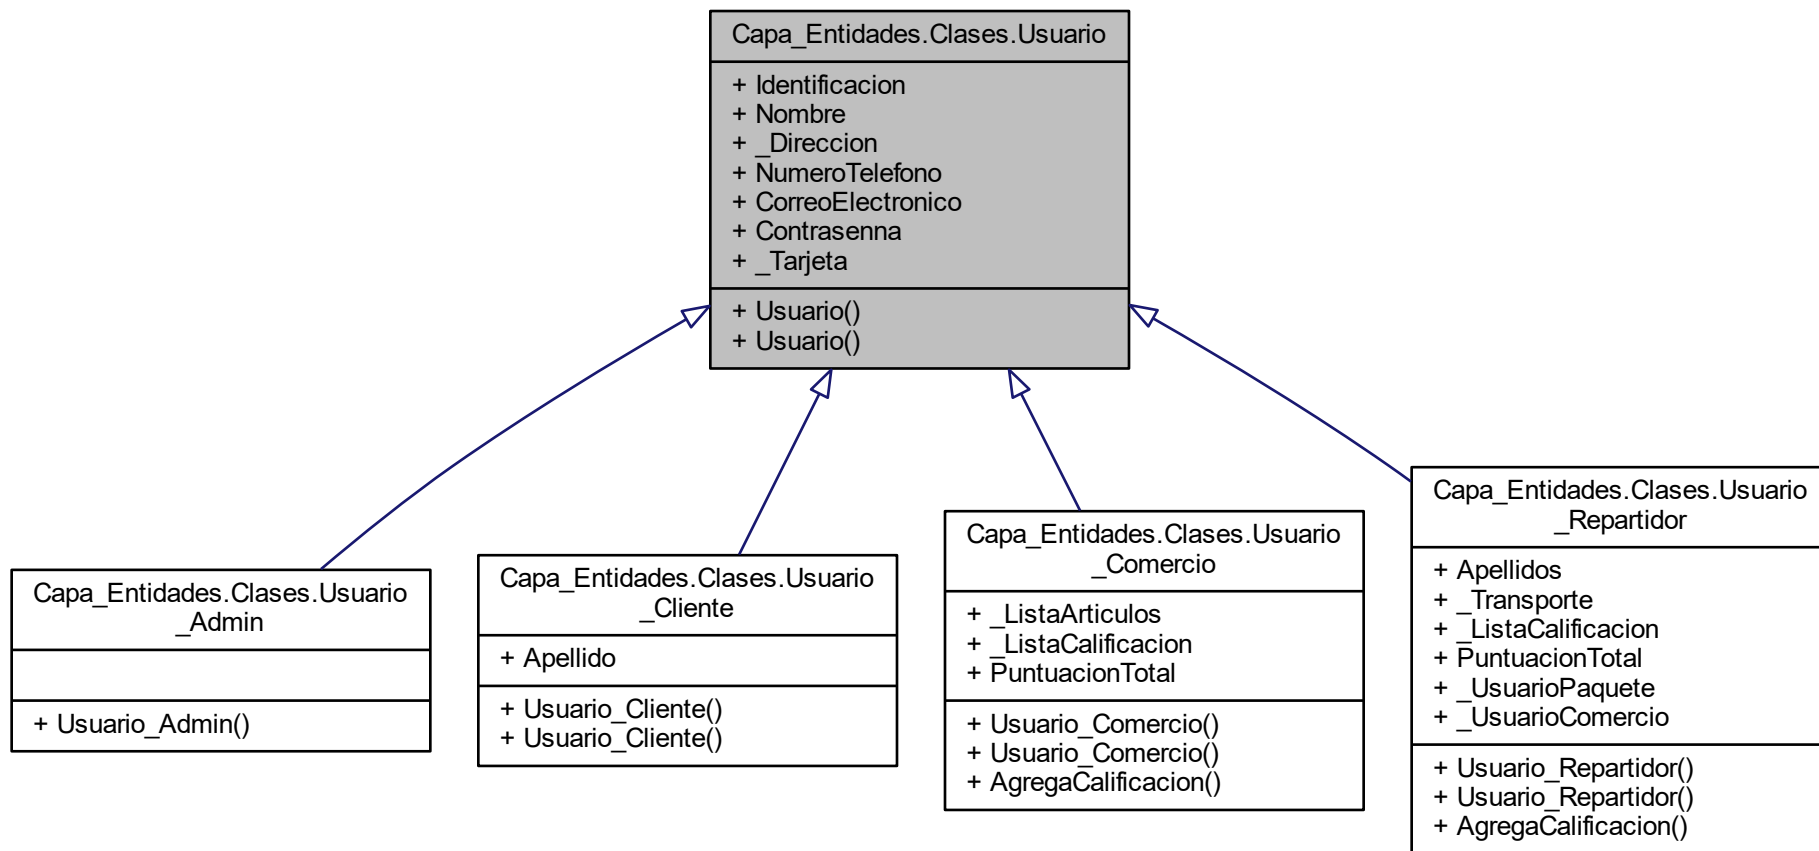 Capa_Entidades.Clases.Usuario
+ Identificacion
+ Nombre
+ _Direccion
+ NumeroTelefono
+ CorreoElectronico
+ Contrasenna
+ _Tarjeta
+ Usuario()
+ Usuario()
Capa_Entidades.Clases.Usuario
_Admin
+ Usuario_Admin()
Capa_Entidades.Clases.Usuario
_Cliente
+ Apellido
+ Usuario_Cliente()
+ Usuario_Cliente()
Capa_Entidades.Clases.Usuario
_Comercio
+ _ListaArticulos
+ _ListaCalificacion
+ PuntuacionTotal
+ Usuario_Comercio()
+ Usuario_Comercio()
+ AgregaCalificacion()
Capa_Entidades.Clases.Usuario
_Repartidor
+ Apellidos
+ _Transporte
+ _ListaCalificacion
+ PuntuacionTotal
+ _UsuarioPaquete
+ _UsuarioComercio
+ Usuario_Repartidor()
+ Usuario_Repartidor()
+ AgregaCalificacion()